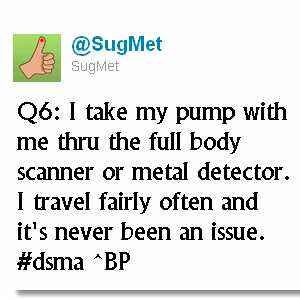 @SugMet
SugMet
Q6: I take my pump with
me thru the full body
scanner or metal detector.
I travel fairly often and
it's never been an issue.
#dsma ^BP